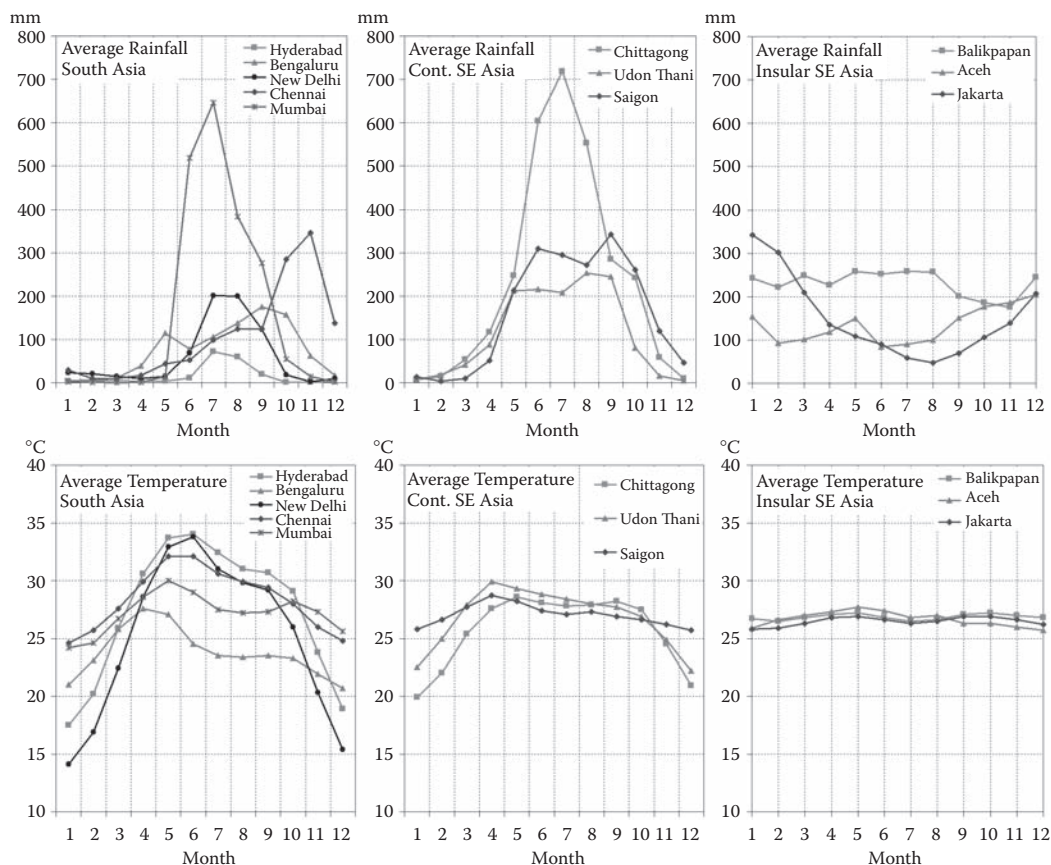 mm
800
700
600
500
400
300
200
100
0
Average Rainfall
South Asia
Hyderabad
Bengaluru
New Delhi
Chennai
Mumbai
1 2 3 4 5 6 7 8 9 10 11 12
Month
mm
800
700
600
500
400
300
200
100
0
Average Rainfall
Cont. SE Asia
Chittagong
Udon Thani
Saigon
1 2 3 4 5 6 7 8 9 10 11 12
Month
mm
800
700
600
500
400
300
200
100
0
Average Rainfall
Insular SE Asia
Balikpapan
Aceh
Jakarta
1 2 3 4 5 6 7 8 9 10 11 12
Month
°C
40
35
30
25
20
15
10
Average Temperature
South Asia
Hyderabad
Bengaluru
New Delhi
Chennai
Mumbai
1 2 3 4 5 6 7 8 9 10 11 12
Month
°C
40
35
30
25
20
15
10
Average Temperature
Cont. SE Asia
Chittagong
Udon Thani
Saigon
1 2 3 4 5 6 7 8 9 10 11 12
Month
°C
40
35
30
25
20
15
10
Average Temperature
Insular SE Asia
Balikpapan
Aceh
Jakarta
1 2 3 4 5 6 7 8 9 10 11 12
Month